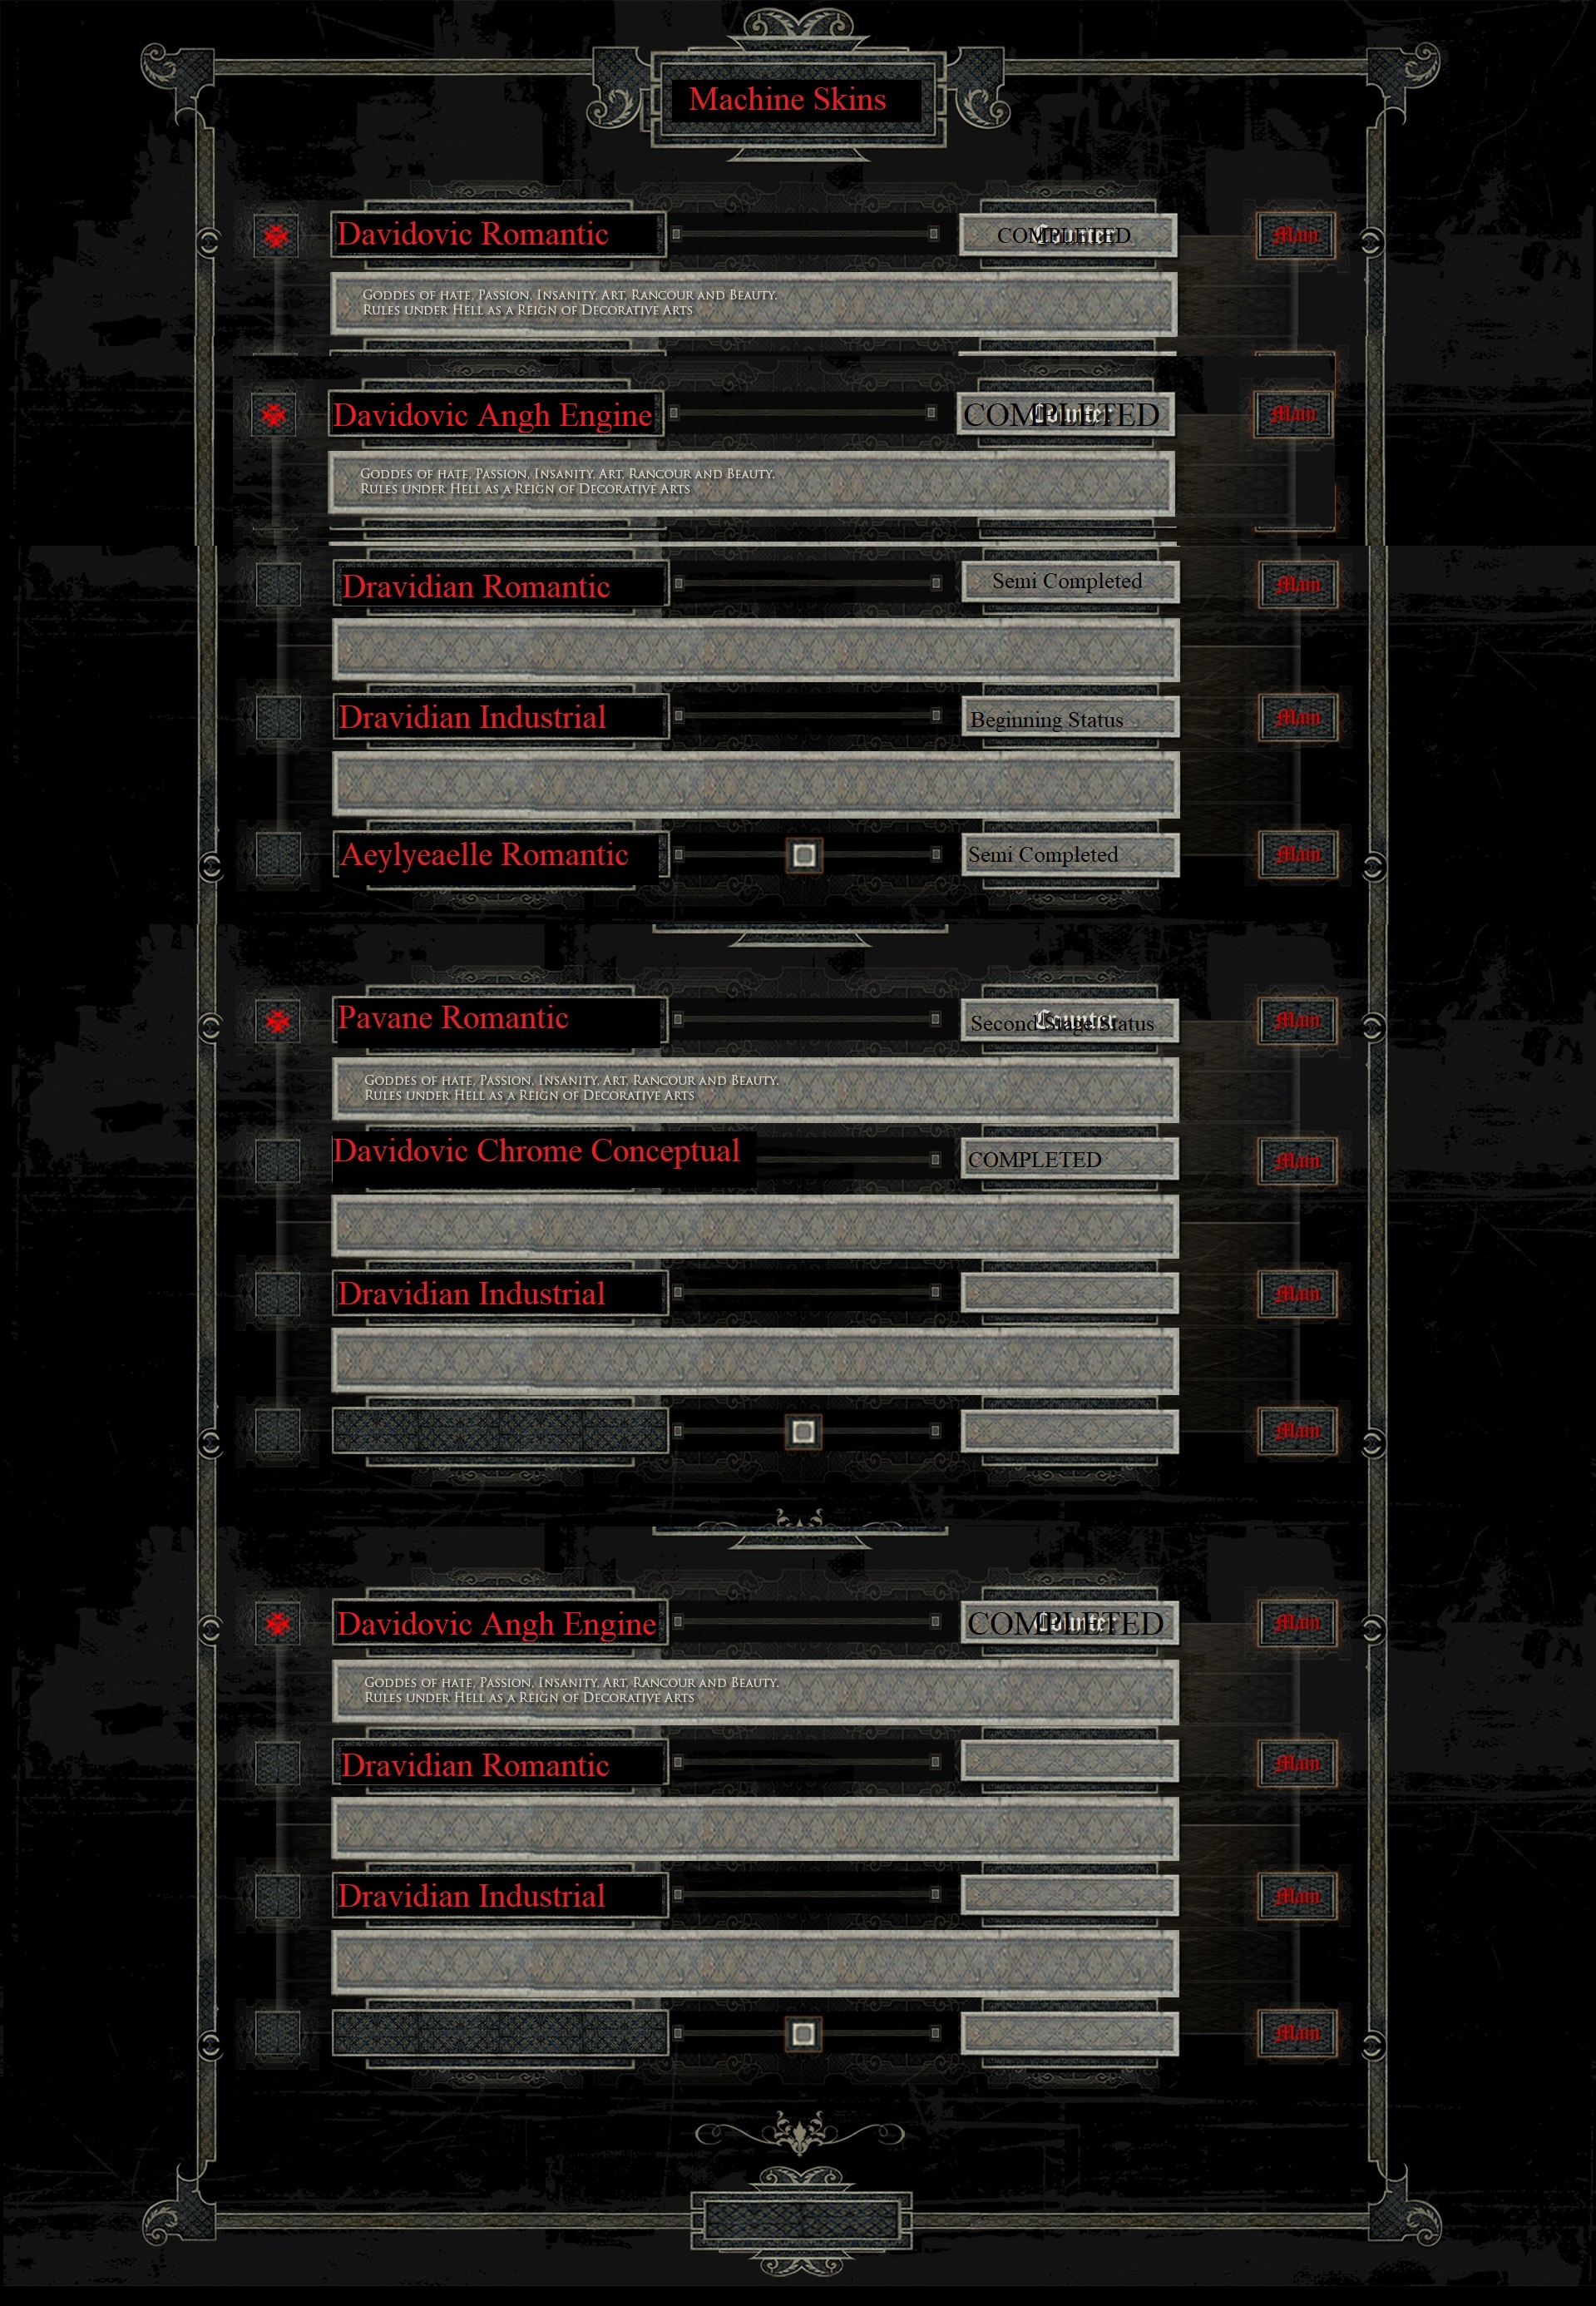 Machine Skins
Davidovic Romantic
COMPLETED
Counter
Main
Goddes of hate, Passion, Insanity, Art, Rancour and Beauty.
Rules under Hell as a Reign of Decorative Arts
Davidovic Angh Engine
COMPLETED
Counter
Main
Goddes of hate, Passion, Insanity, Art, Rancour and Beauty.
Rules under Hell as a Reign of Decorative Arts
Dravidian Romantic
Semi Completed
Main
Dravidian Industrial
Beginning Status
Main
Aeylyeaelle Romantic
Semi Completed
Main
Pavane Romantic
Second Stage Status
Counter
Main
Goddes of hate, Passion, Insanity, Art, Rancour and Beauty.
Rules under Hell as a Reign of Decorative Arts
Davidovic Chrome Conceptual
COMPLETED
Main
Dravidian Industrial
Main
Main
Davidovic Angh Engine
COMPLETED
Counter
Main
Goddes of hate, Passion, Insanity, Art, Rancour and Beauty.
Rules under Hell as a Reign of Decorative Arts
Dravidian Romantic
Main
Dravidian Industrial
Main
Main